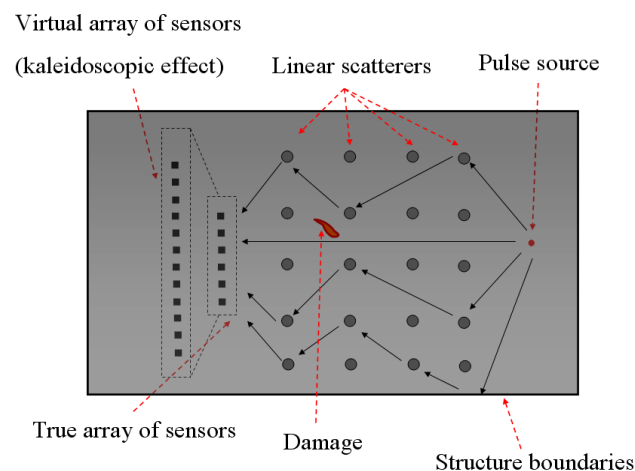 Virtual array of sensors
(kaleidoscopic effect)
Linear scatterers
Pulse source
True array of sensors
Damage
Structure boundaries